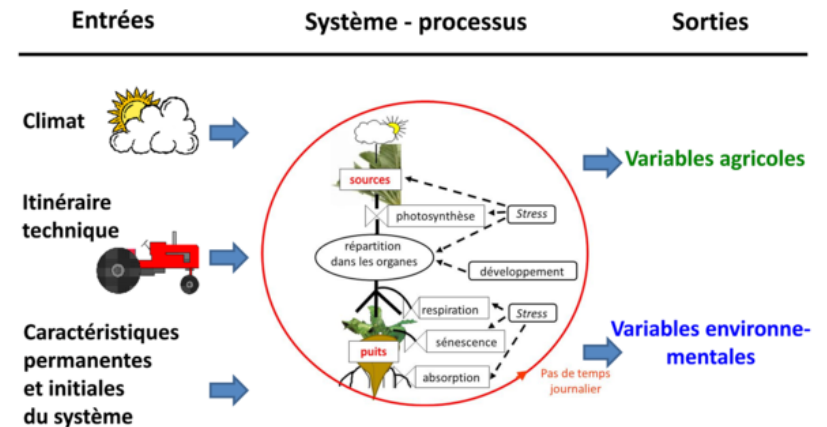 Entrées
Système - processus
Sorties
Climat
Itinéraire
technique
Caractéristiques
permanentes
et initiales
du système
sources
photosynthèse
Stress
répartition
dans les organes
développement
respiration
Stress
sénescence
puits
absorption
Pas de temps
journalier
Variables agricoles
Variables environne-
mentales